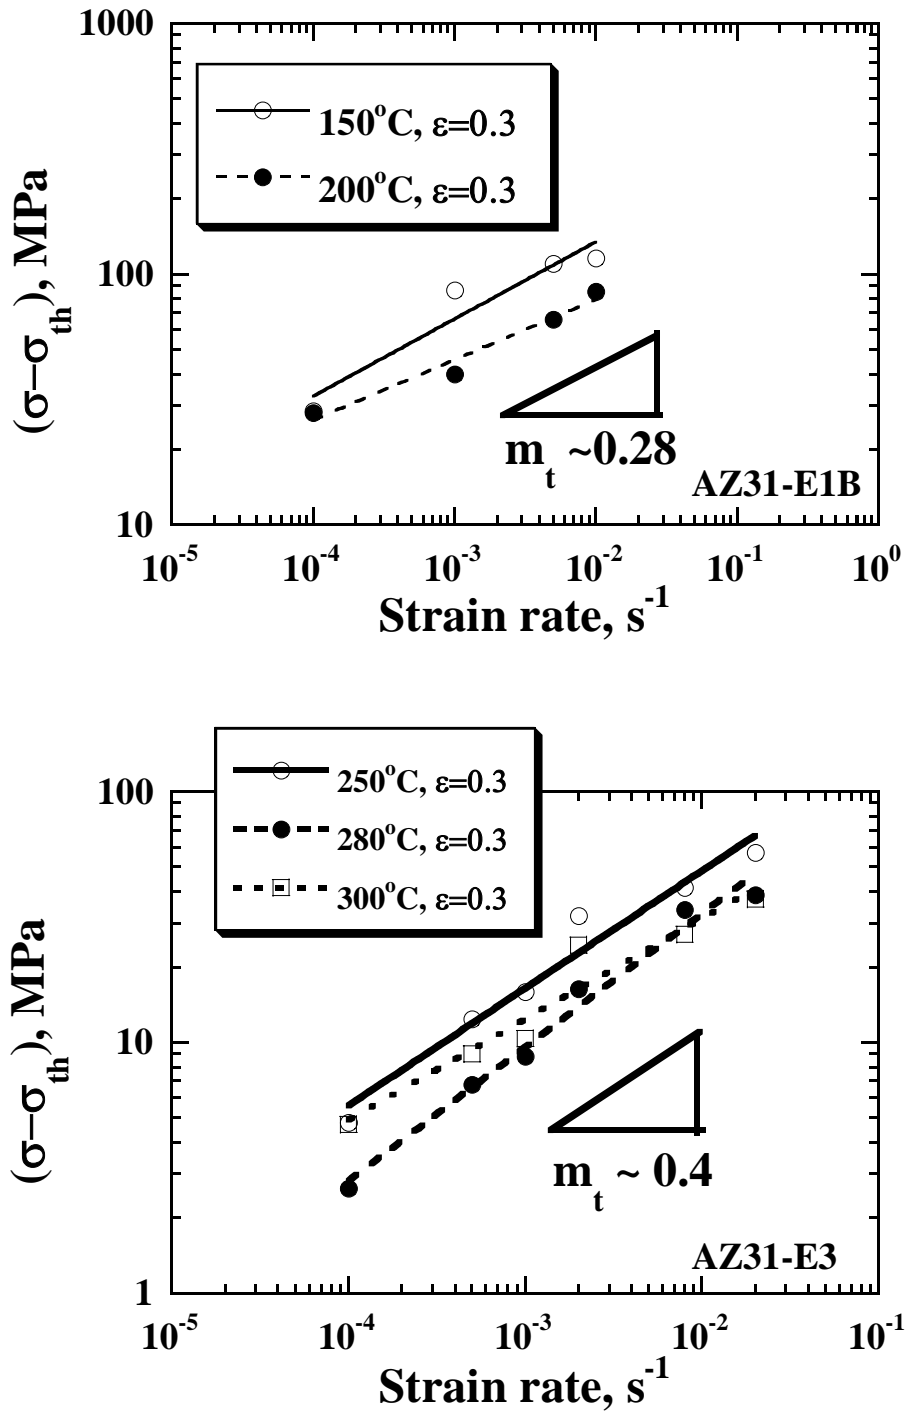 1000
150°C, ε=0.3
200°C, ε=0.3
(σ−σth), MPa
100
mt ~0.28
AZ31-E1B
10
10-5 10-4 10-3 10-2 10-1 100
Strain rate, s-1
250°C, ε=0.3
280°C, ε=0.3
300°C, ε=0.3
100
(σ−σth), MPa
10
mt ~ 0.4
AZ31-E3
1
10-5 10-4 10-3 10-2 10-1
Strain rate, s-1